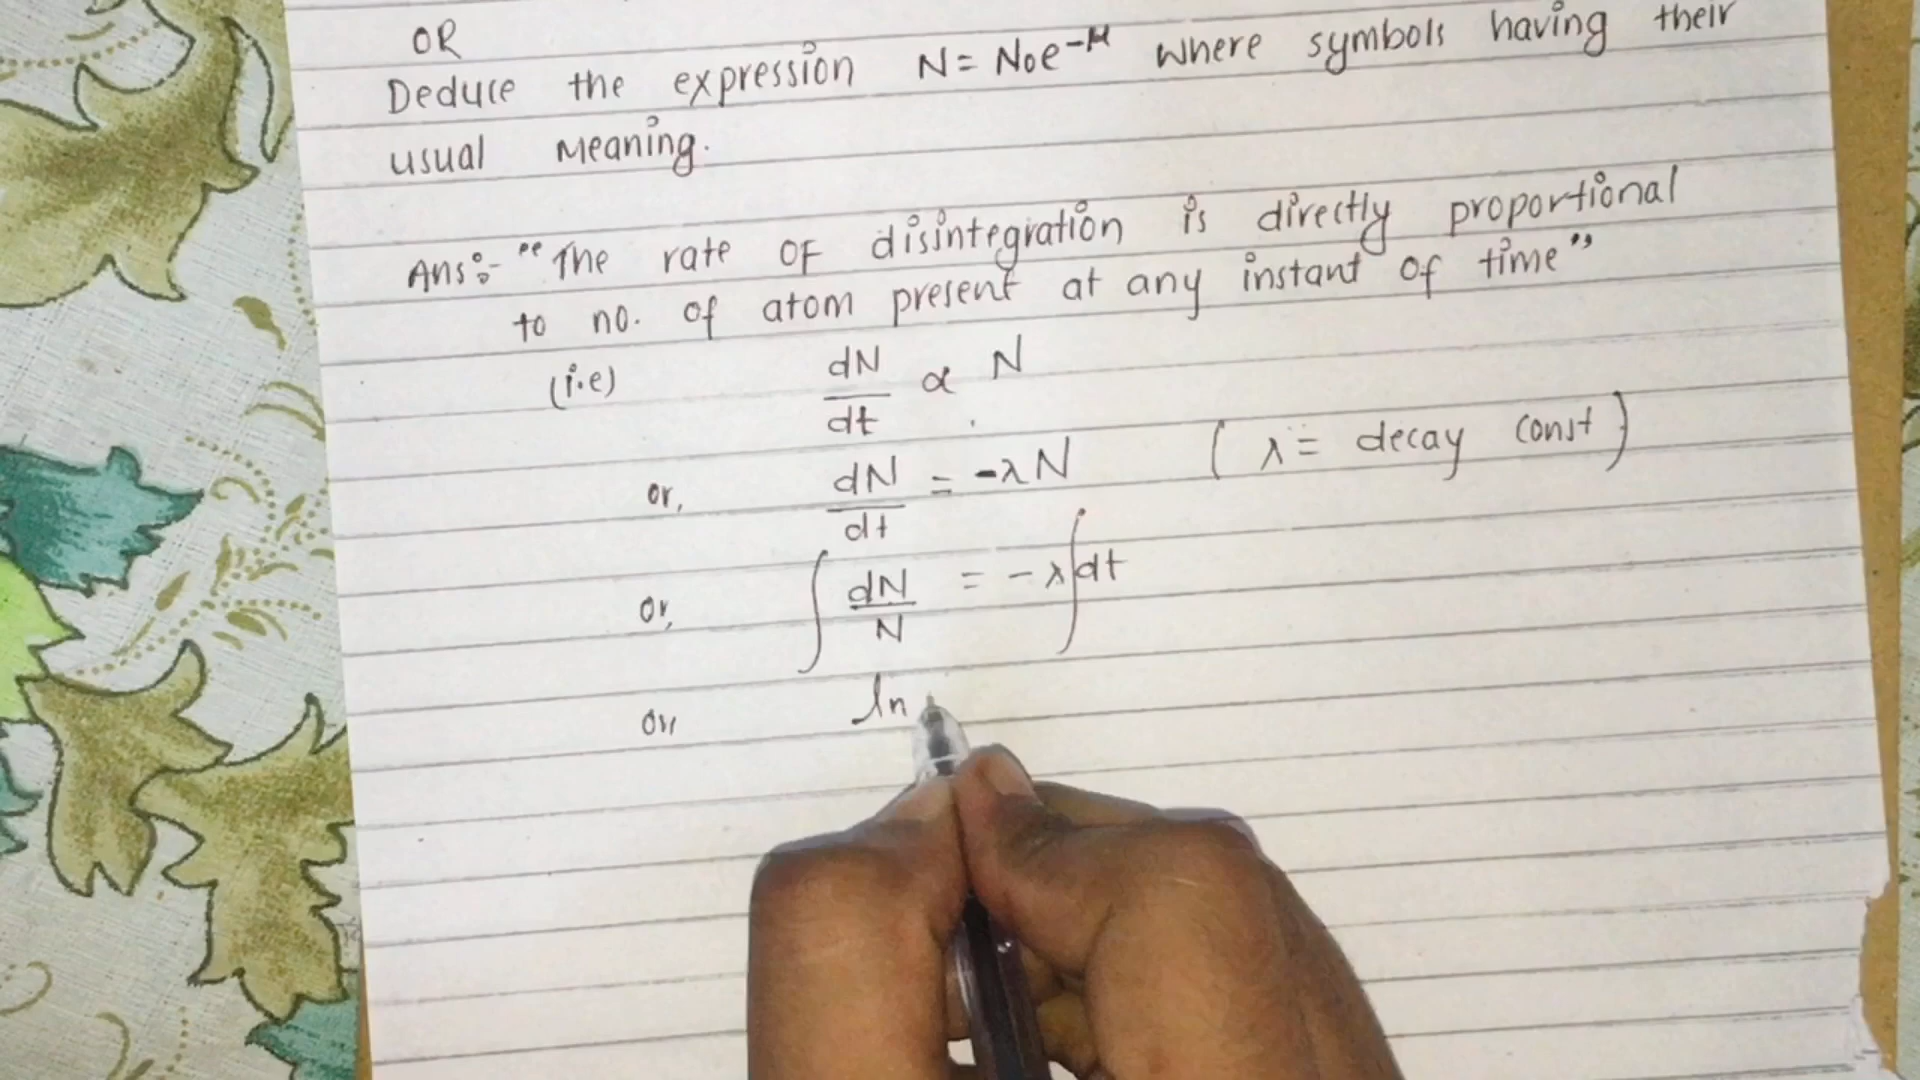 OR
Deduce the expression N = N₀e^-λt where symbols having their
usual Meaning.
Ans:- "The rate OF disintegration is directly proportional
to no. of atom present at any instant of time"
(i.e) dN/dt ∝ N
or, dN/dt = -λN (λ = decay const)
Or, ∫ dN/N = -λ∫dt
or, ln